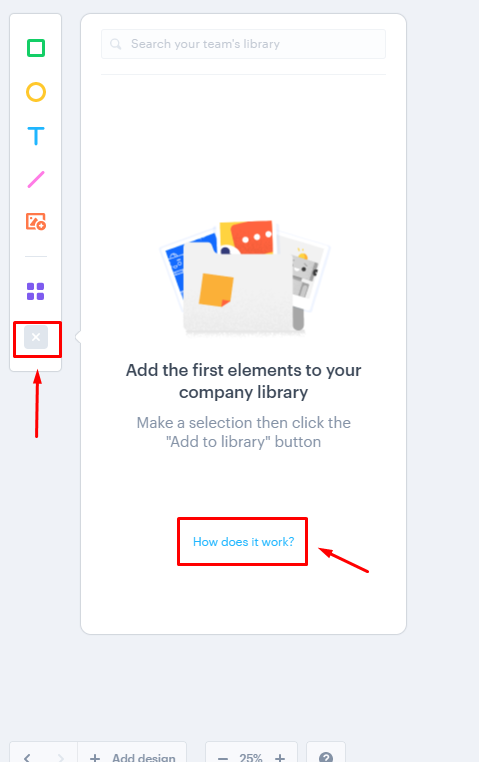 Search your team's library
T
Add the first elements to your
company library
Make a selection then click the
"Add to library" button
How does it work?
Add design
25%